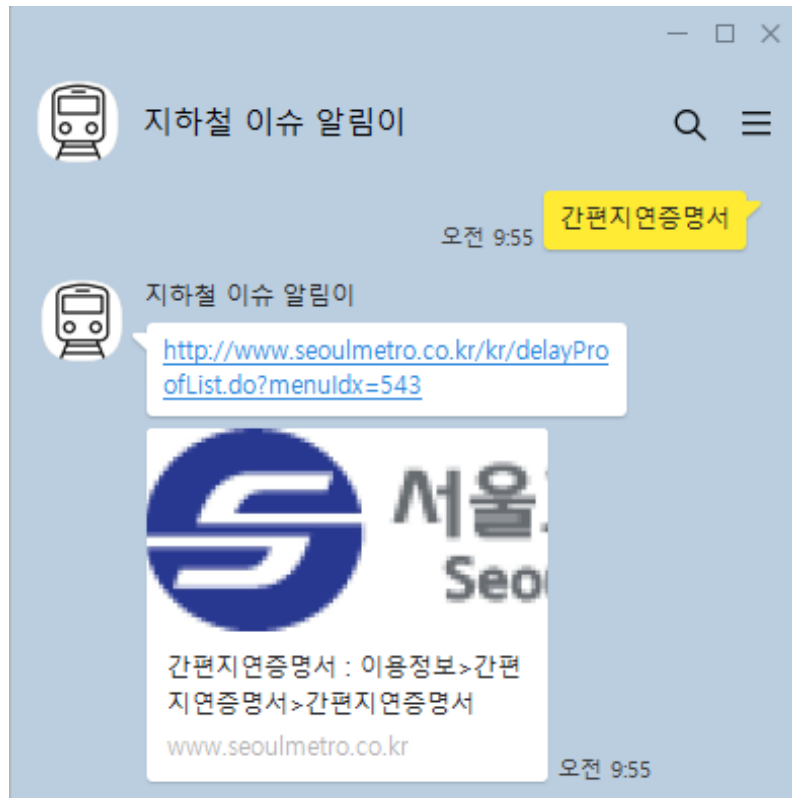 지하철 이슈 알림이
간편지연증명서
오전 9:55
지하철 이슈 알림이
http://www.seoulmetro.co.kr/kr/delayPro
ofList.do?menuIdx=543
서울
Seo
간편지연증명서 : 이용정보>간편
지연증명서>간편지연증명서
www.seoulmetro.co.kr
오전 9:55